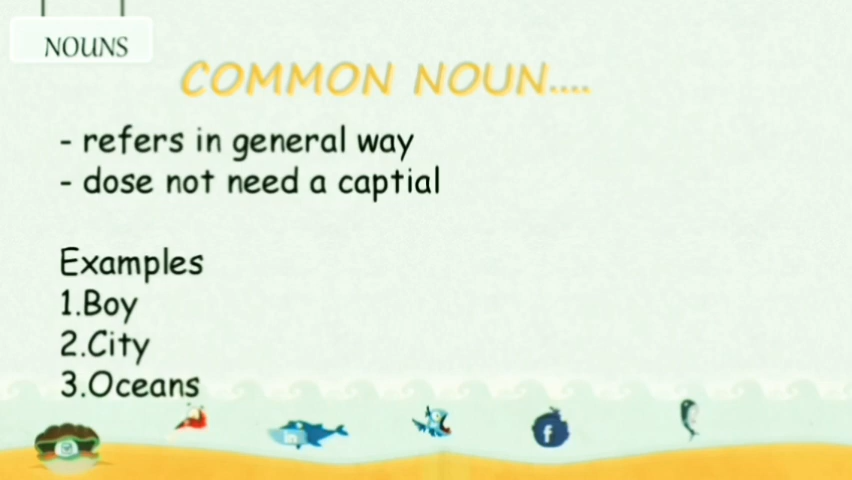 NOUNS
COMMON NOUN....
- refers in general way
- dose not need a captial
Examples
1.Boy
2.City
3.Oceans
f